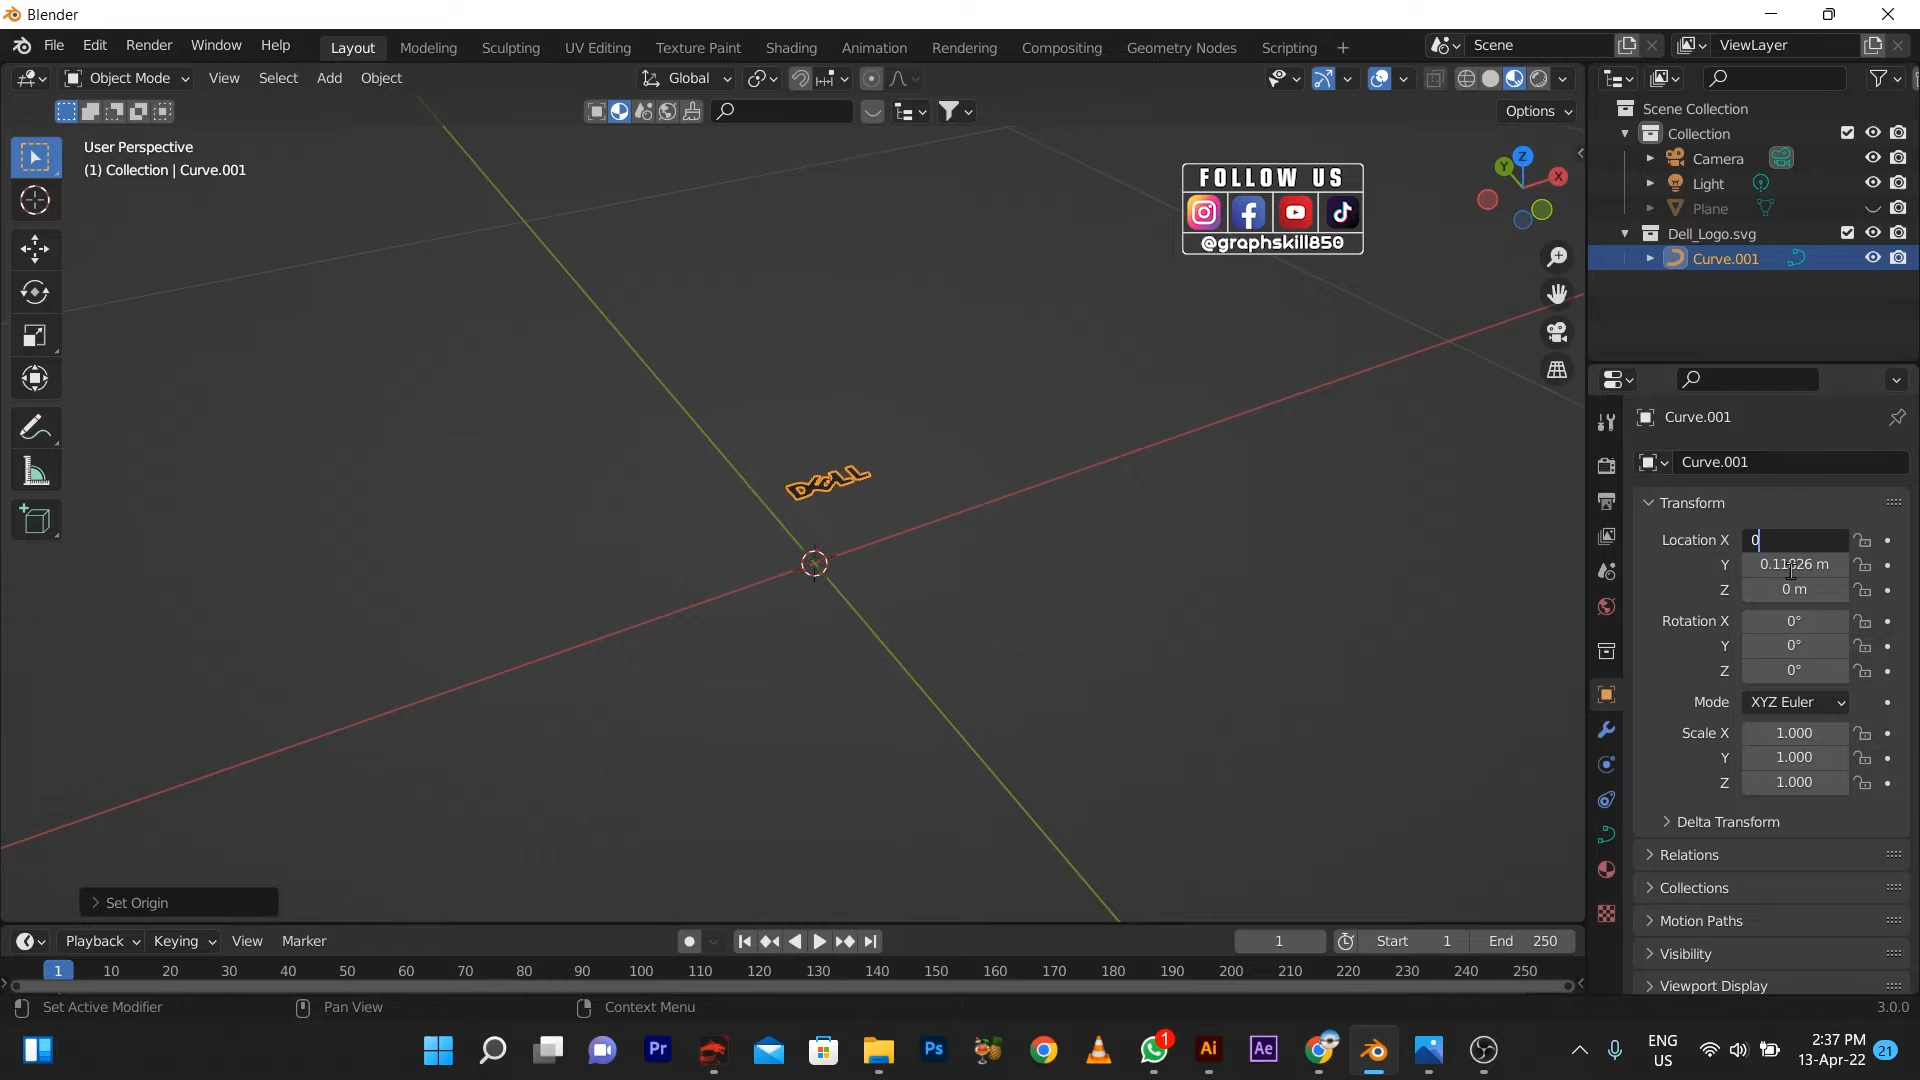 Blender
File Edit Render Window Help Layout Modeling Sculpting UV Editing Texture Paint Shading Animation Rendering Compositing Geometry Nodes Scripting + Scene ViewLayer
Object Mode View Select Add Object Global
Options
User Perspective
(1) Collection | Curve.001
FOLLOW US
@graphskill850
Z
Y
X
Scene Collection
Collection
Camera
Light
Plane
Dell_Logo.svg
Curve.001
DELL
Curve.001
Curve.001
Transform
Location X 0
Y
Z 0 m
Rotation X 0°
Y 0°
Z 0°
Mode XYZ Euler
Scale X 1.000
Y 1.000
Z 1.000
Delta Transform
Relations
Collections
Motion Paths
Visibility
Viewport Display
Set Origin
Playback Keying View Marker 1 Start 1 End 250
1 10 20 30 40 50 60 70 80 90 100 110 120 130 140 150 160 170 180 190 200 210 220 230 240 250
Set Active Modifier Pan View Context Menu 3.0.0
Pr Ps 1 Ai Ae
ENG
US
2:37 PM
13-Apr-22
21